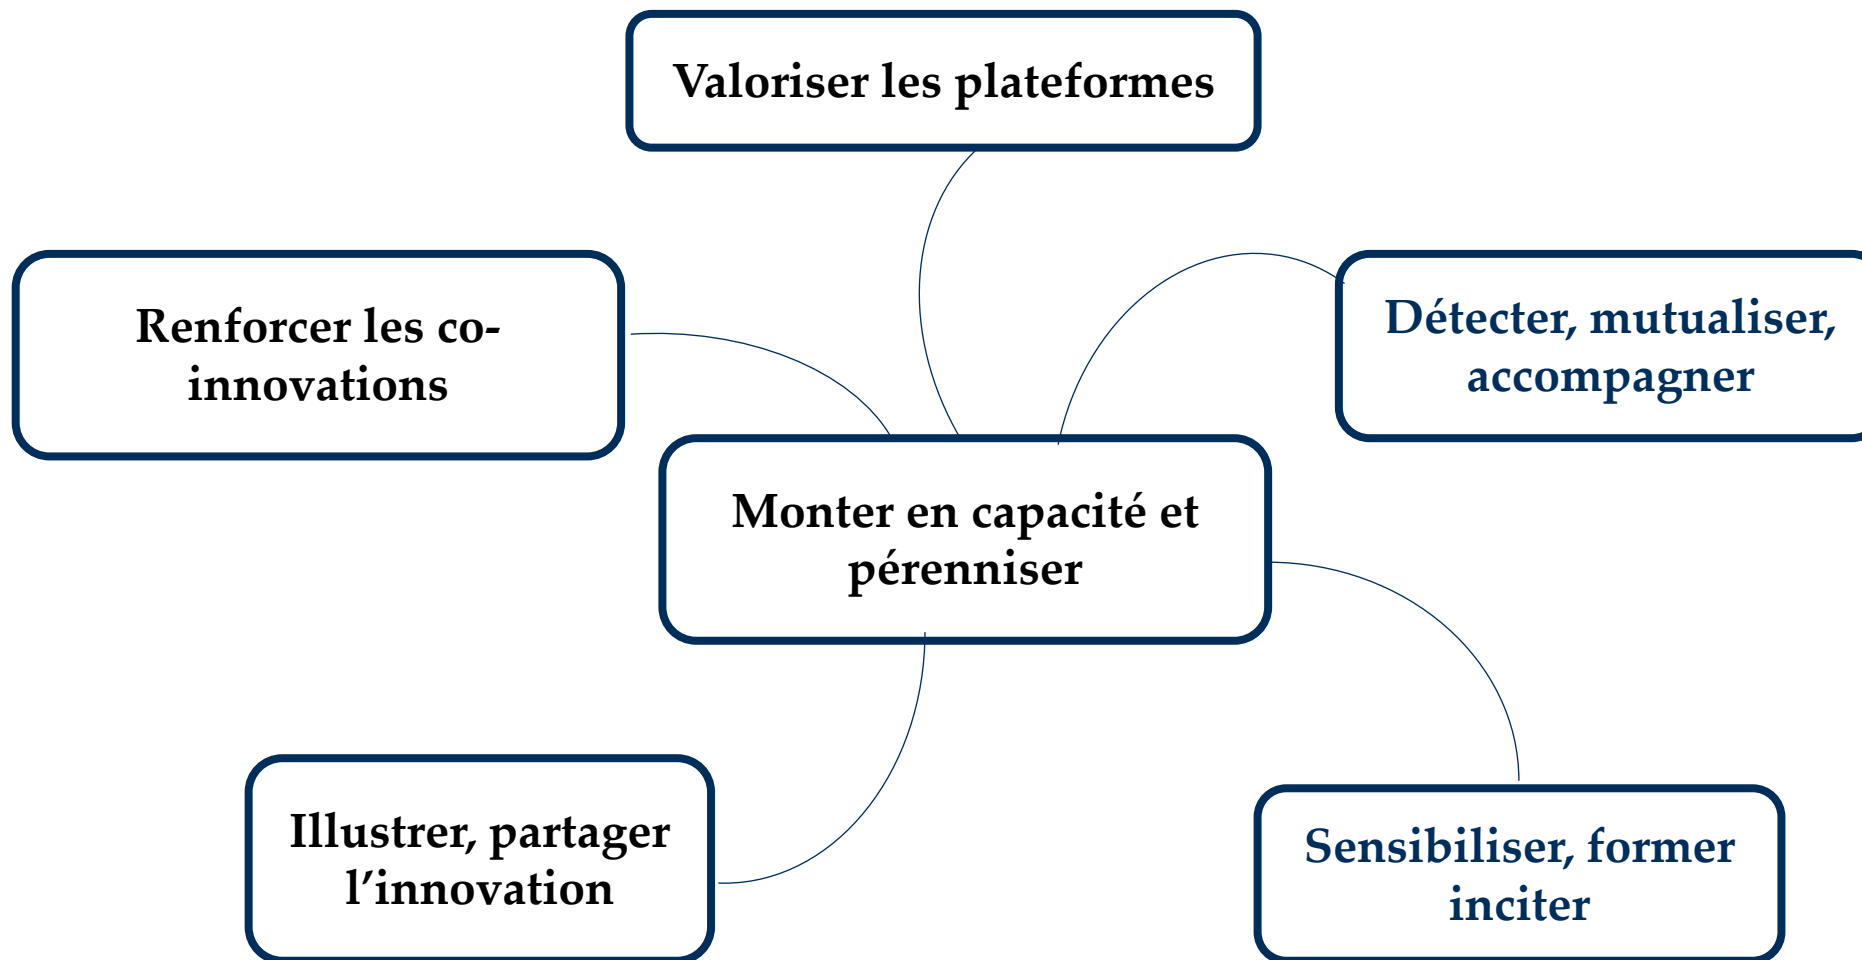 Valoriser les plateformes
Renforcer les co-
innovations
Détecter, mutualiser,
accompagner
Monter en capacité et
pérenniser
Illustrer, partager
l’innovation
Sensibiliser, former
inciter